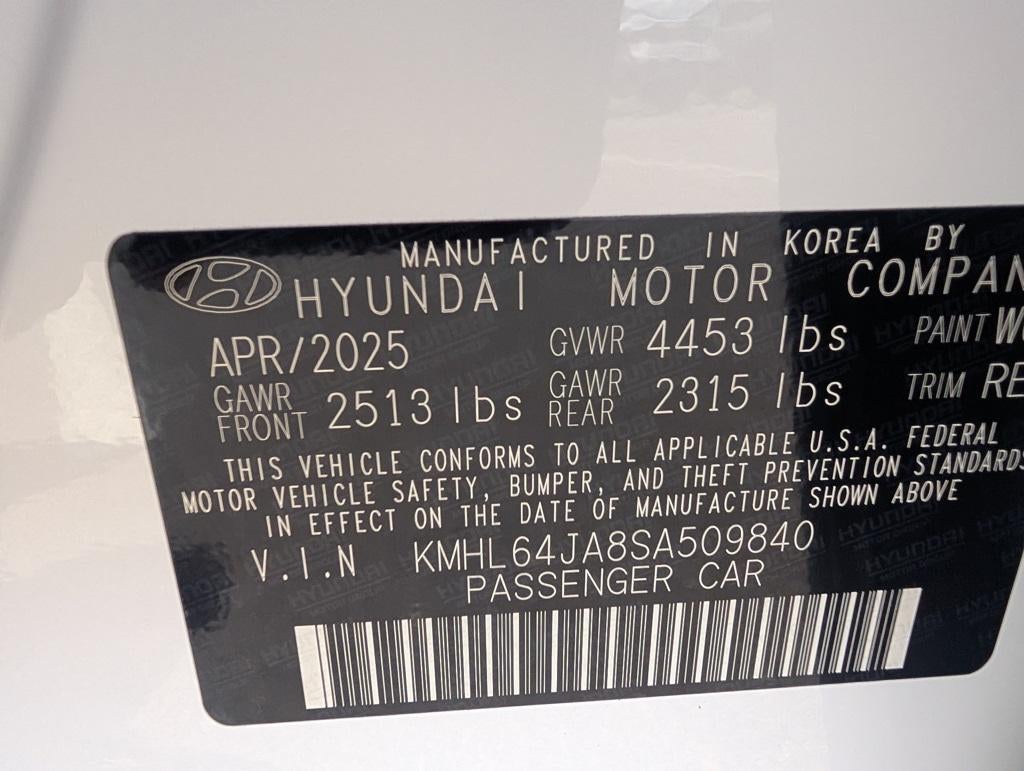 MANUFACTURED IN KOREA BY
HYUNDAI MOTOR
APR/2025 GVWR 4453 lbs PAINT
GAWR FRONT 2513 lbs GAWR REAR 2315 lbs TRIM
THIS VEHICLE CONFORMS TO ALL APPLICABLE U.S.A. FEDERAL
MOTOR VEHICLE SAFETY, BUMPER, AND THEFT PREVENTION STANDARDS
IN EFFECT ON THE DATE OF MANUFACTURE SHOWN ABOVE
V.I.N KMHL64JA8SA509840
PASSENGER CAR